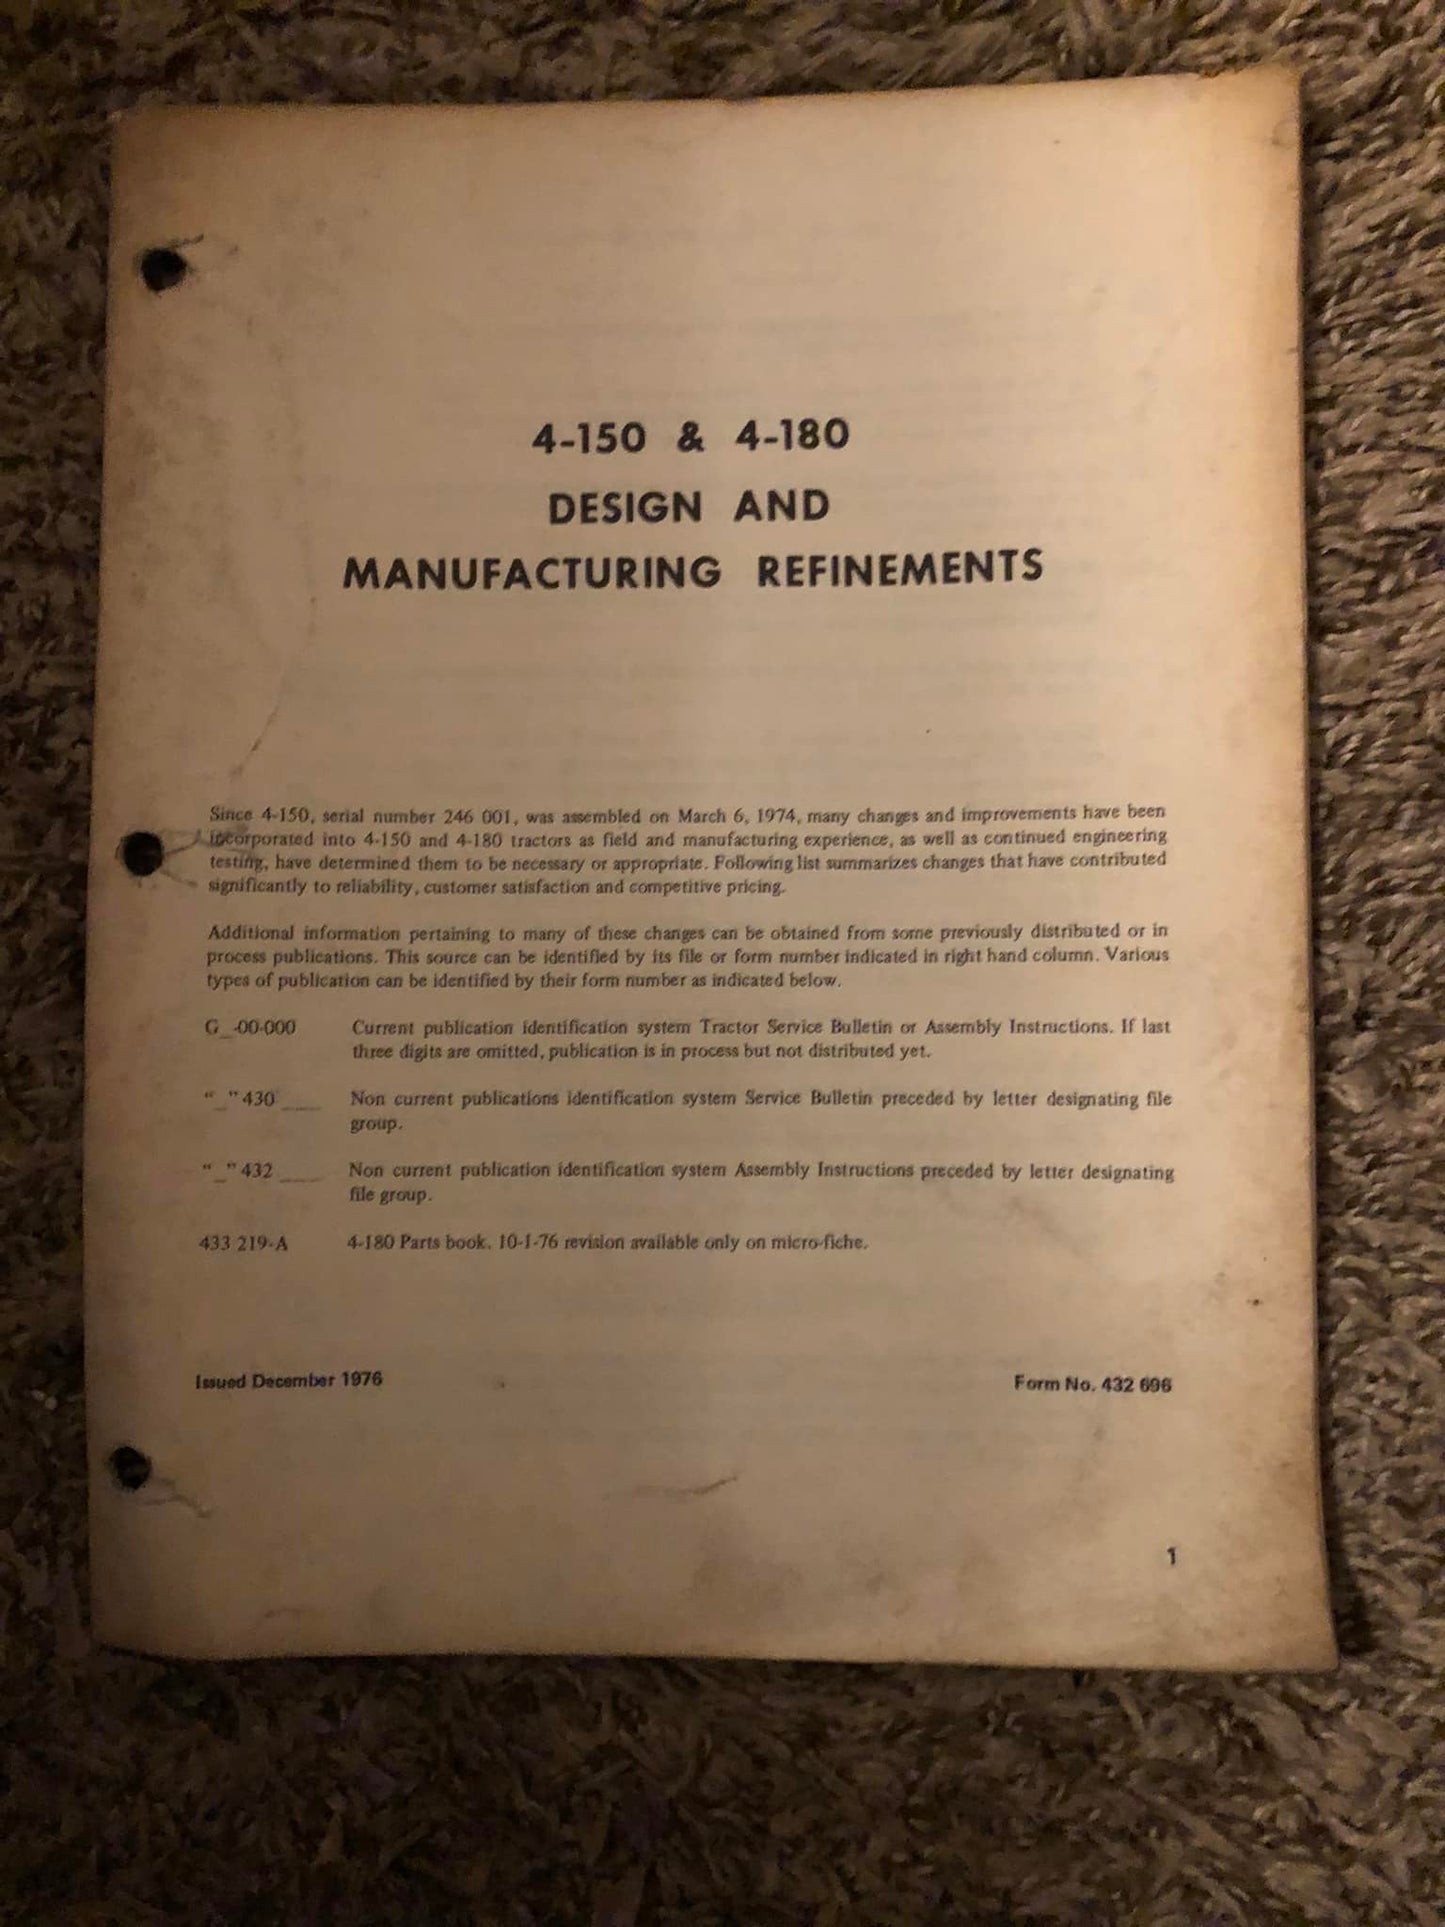 4-150 & 4-180
DESIGN AND
MANUFACTURING REFINEMENTS
Since 4-150, serial number 246 001, was assembled on March 6, 1974, many changes and improvements have been
incorporated into 4-150 and 4-180 tractors as field and manufacturing experience, as well as continued engineering
testing, have determined them to be necessary or appropriate. Following list summarizes changes that have contributed
significantly to reliability, customer satisfaction and competitive pricing.
Additional information pertaining to many of these changes can be obtained from some previously distributed or in
process publications. This source can be identified by its file or form number indicated in right hand column. Various
types of publication can be identified by their form number as indicated below.
G_-00-000 Current publication identification system Tractor Service Bulletin or Assembly Instructions. If last
three digits are omitted, publication is in process but not distributed yet.
“_” 430 ____ Non current publications identification system Service Bulletin preceded by letter designating file
group.
“_” 432 ____ Non current publication identification system Assembly Instructions preceded by letter designating
file group.
433 219-A 4-180 Parts book. 10-1-76 revision available only on micro-fiche.
Issued December 1976 Form No. 432 696
1